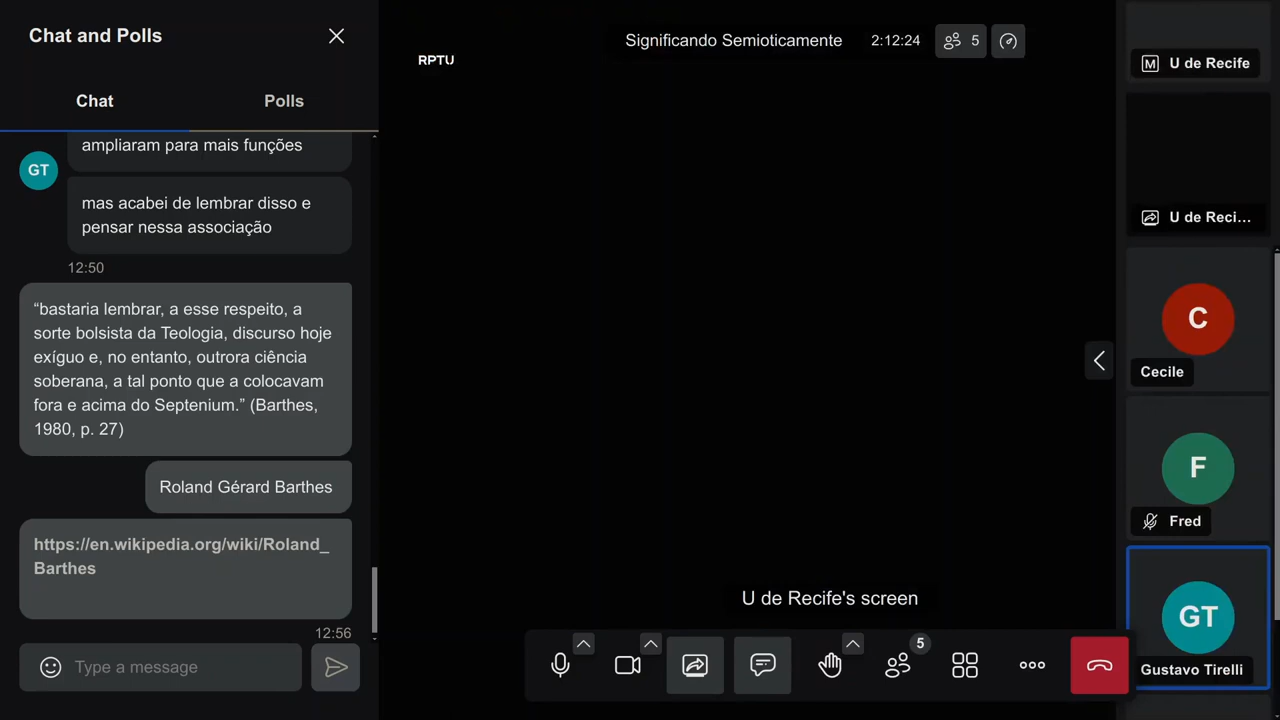 Chat and Polls
Chat
Polls
ampliaram para mais funções
GT
mas acabei de lembrar disso e
pensar nessa associação
12:50
“bastaria lembrar, a esse respeito, a
sorte bolsista da Teologia, discurso hoje
exíguo e, no entanto, outrora ciência
soberana, a tal ponto que a colocavam
fora e acima do Septenium.” (Barthes,
1980, p. 27)
Roland Gérard Barthes
https://en.wikipedia.org/wiki/Roland_
Barthes
12:56
Type a message
RPTU
Significando Semioticamente
2:12:24
5
U de Recife's screen
5
M
U de Recife
U de Reci...
C
Cecile
F
Fred
GT
Gustavo Tirelli